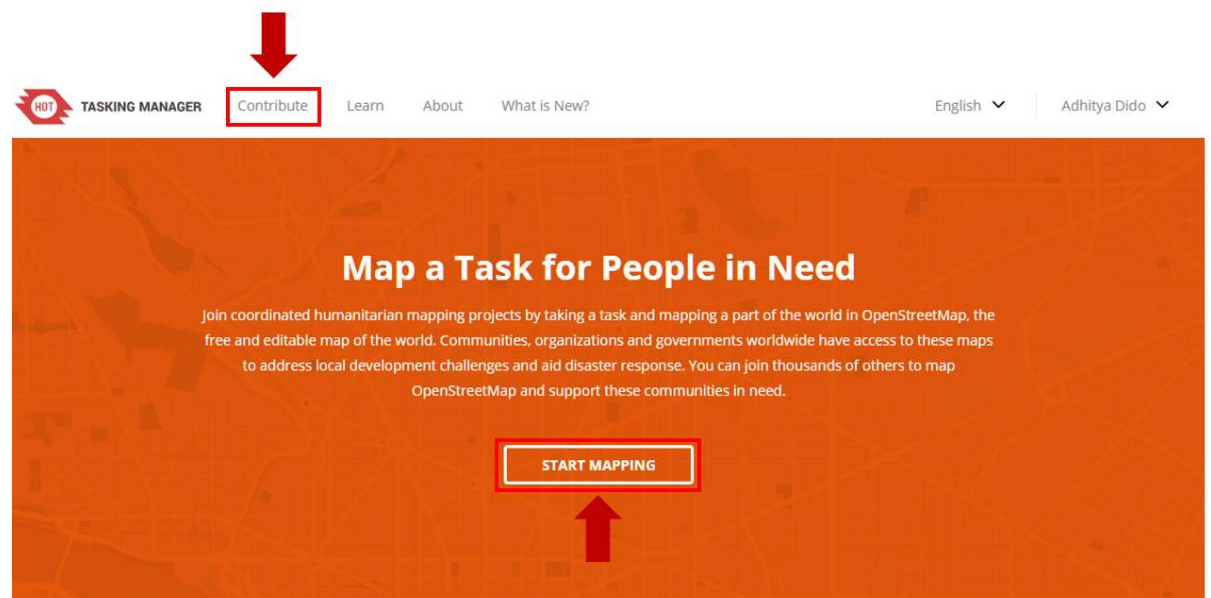 HOT TASKING MANAGER Contribute Learn About What is New? English Adhitya Dido
Map a Task for People in Need
Join coordinated humanitarian mapping projects by taking a task and mapping a part of the world in OpenStreetMap, the
free and editable map of the world. Communities, organizations and governments worldwide have access to these maps
to address local development challenges and aid disaster response. You can join thousands of others to map
OpenStreetMap and support these communities in need.
START MAPPING